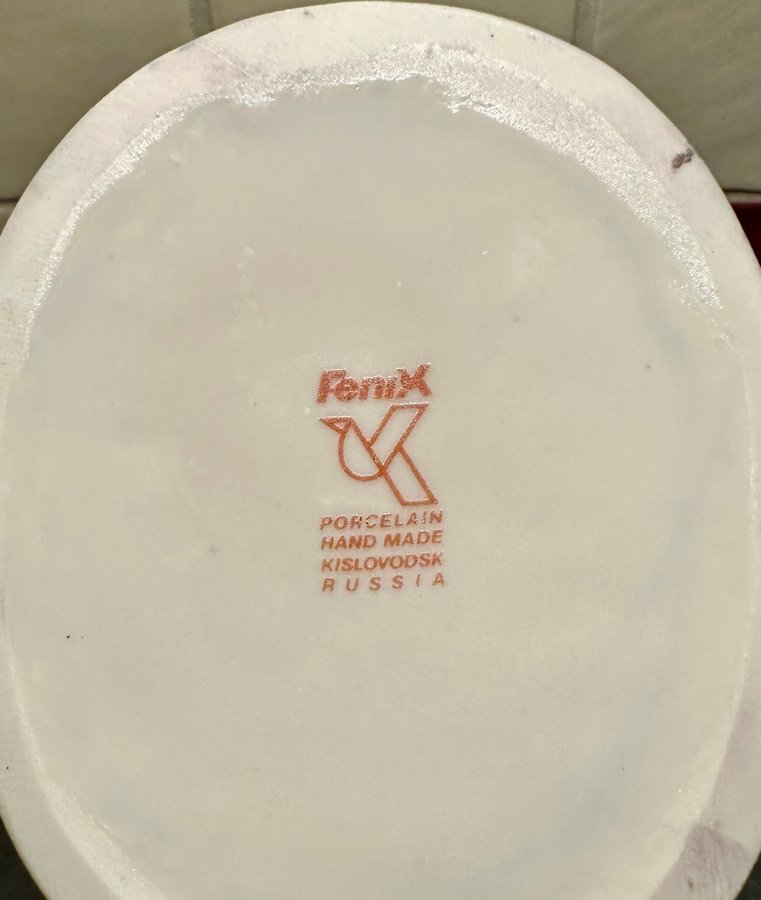 FeniX
PORCELAIN
HAND MADE
KISLOVODSK
RUSSIA